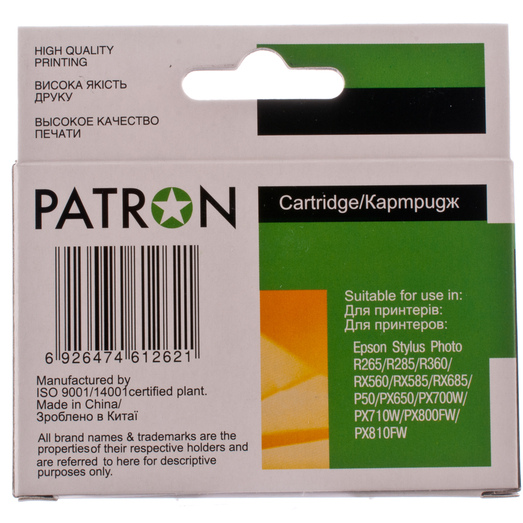 HIGH QUALITY
PRINTING
ВИСОКА ЯКІСТЬ
ДРУКУ
ВЫСОКОЕ КАЧЕСТВО
ПЕЧАТИ
PATRON
Cartridge/Картридж
6 926474 612621
Manufactured by
ISO 9001/14001certified plant.
Made in China/
Зроблено в Китаї
All brand names & trademarks are the
properties of their respective holders and
are referred to here for descriptive
purposes only.
Suitable for use in:
Для принтерів:
Для принтеров:
Epson Stylus Photo
R265/R285/R360/
RX560/RX585/RX685/
P50/PX650/PX700W/
PX710W/PX800FW/
PX810FW